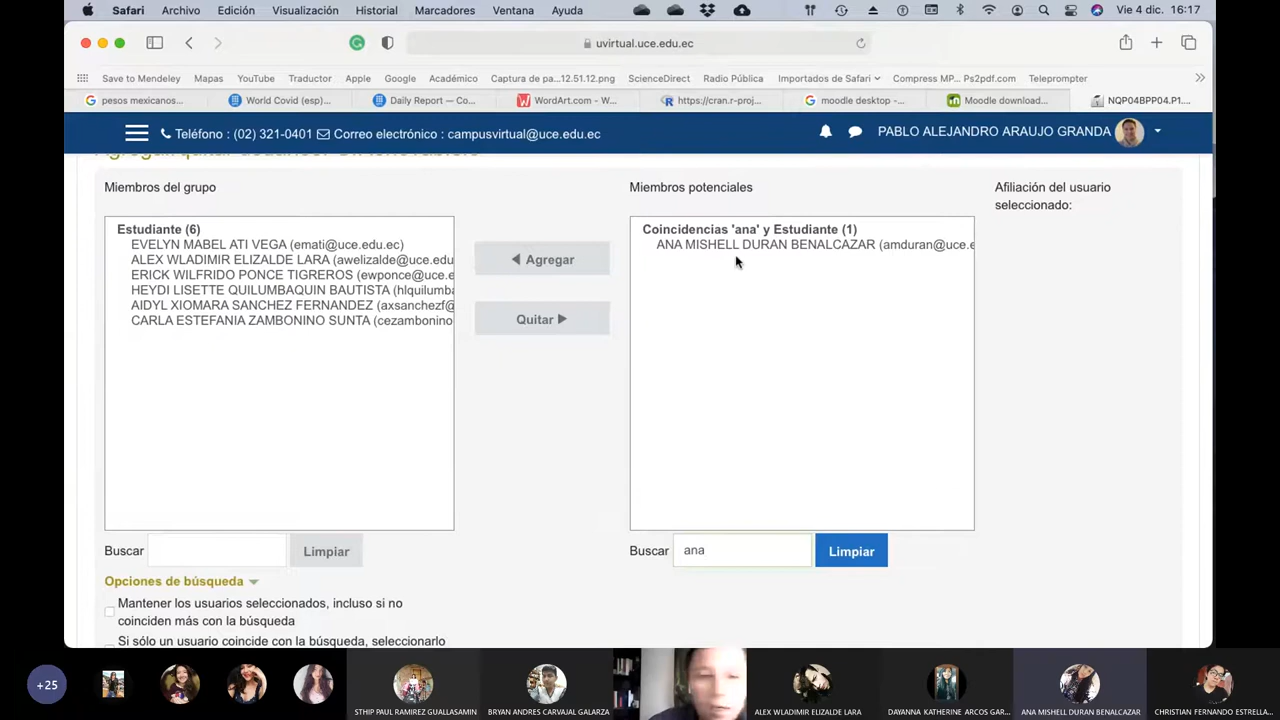 Safari Archivo Edición Visualización Historial Marcadores Ventana Ayuda Vie 4 dic. 16:17
uvirtual.uce.edu.ec
Save to Mendeley Mapas YouTube Traductor Apple Google Académico Captura de pa...12.51.12.png ScienceDirect Radio Pública Importados de Safari Compress MP... Ps2pdf.com Teleprompter
pesos mexicanos... World Covid (esp)... Daily Report — Co... WordArt.com - W... https://cran.r-proj... moodle desktop -... Moodle download... NQP04BPP04.P1....
Teléfono : (02) 321-0401 Correo electrónico : campusvirtual@uce.edu.ec PABLO ALEJANDRO ARAUJO GRANDA
Miembros del grupo
Estudiante (6)
EVELYN MABEL ATI VEGA (emati@uce.edu.ec)
ALEX WLADIMIR ELIZALDE LARA (awelizalde@uce.edu
ERICK WILFRIDO PONCE TIGREROS (ewponce@uce.e
HEYDI LISETTE QUILUMBAQUIN BAUTISTA (hlquilumba
AIDYL XIOMARA SANCHEZ FERNANDEZ (axsanchezf@
CARLA ESTEFANIA ZAMBONINO SUNTA (cezambonino
Agregar
Quitar
Miembros potenciales
Coincidencias 'ana' y Estudiante (1)
ANA MISHELL DURAN BENALCAZAR (amduran@uce.e
Afiliación del usuario
seleccionado:
Buscar Limpiar
Buscar ana Limpiar
Opciones de búsqueda
Mantener los usuarios seleccionados, incluso si no
coinciden más con la búsqueda
Si sólo un usuario coincide con la búsqueda, seleccionarlo
+25
STHIP PAUL RAMIREZ GUALLASAMIN BRYAN ANDRES CARVAJAL GALARZA ALEX WLADIMIR ELIZALDE LARA DAYANNA KATHERINE ARCOS GAR... ANA MISHELL DURAN BENALCAZAR CHRISTIAN FERNANDO ESTRELLA...